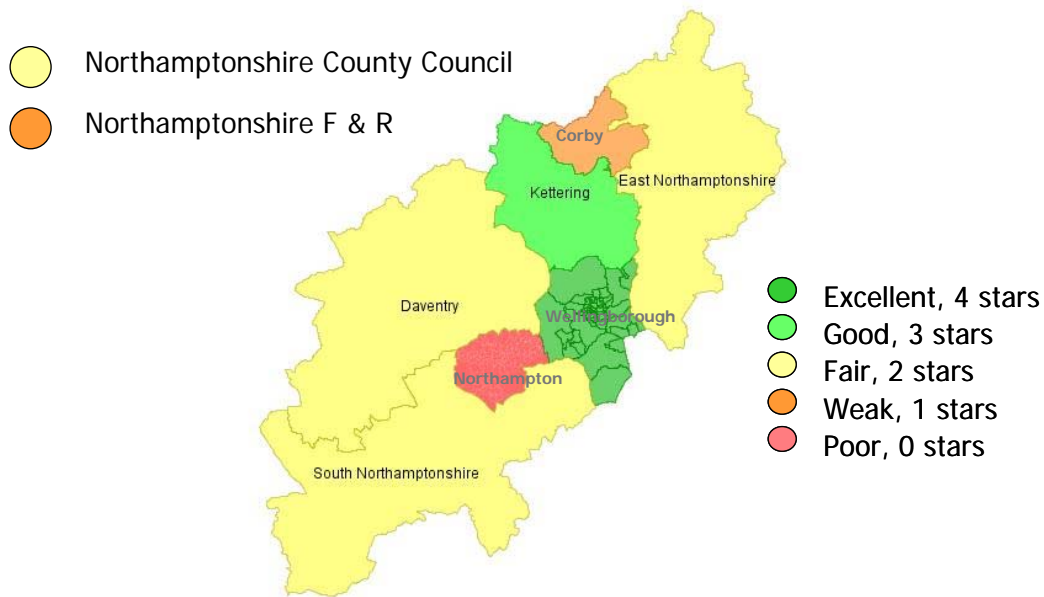 Northamptonshire County Council
Northamptonshire F & R
Corby
Kettering
East Northamptonshire
Daventry
Wellingborough
Northampton
South Northamptonshire
Excellent, 4 stars
Good, 3 stars
Fair, 2 stars
Weak, 1 stars
Poor, 0 stars